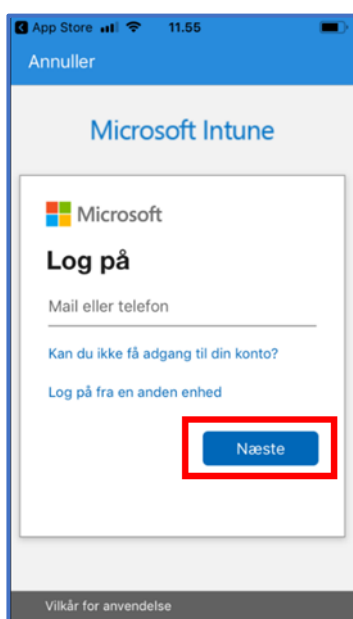 App Store 11.55
Annuller
Microsoft Intune
Microsoft
Log på
Mail eller telefon
Kan du ikke få adgang til din konto?
Log på fra en anden enhed
Næste
Vilkår for anvendelse